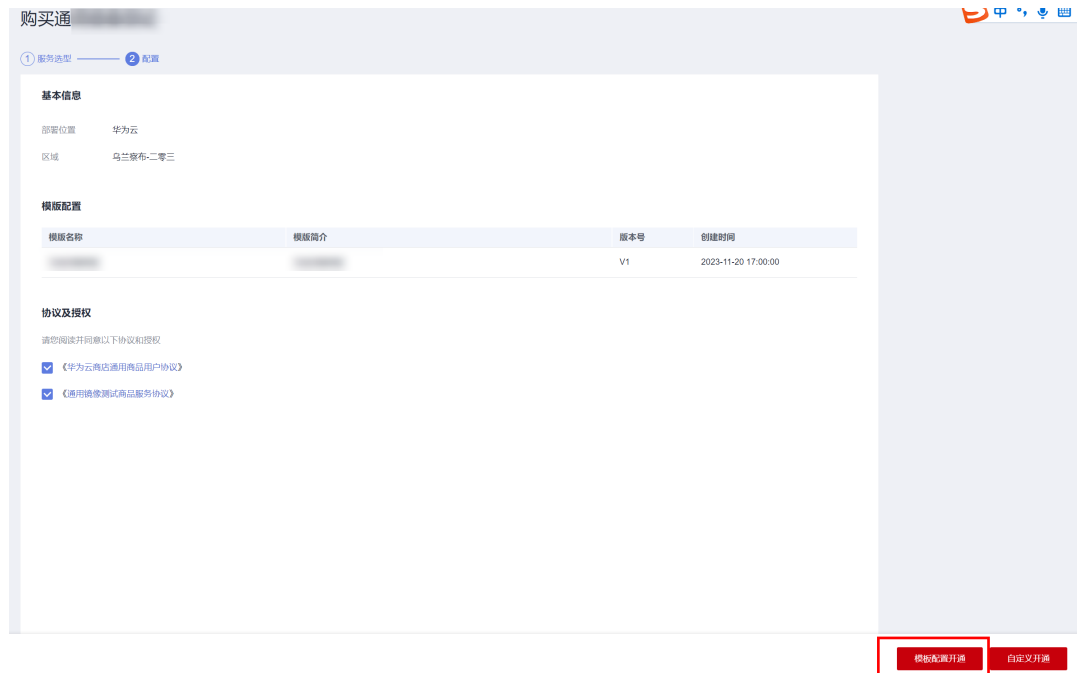 购买通
1 服务选型 2 配置
基本信息
部署位置 华为云
区域 乌兰察布-二零三
模版配置
模版名称 模版简介 版本号 创建时间
V1 2023-11-20 17:00:00
协议及授权
请您阅读并同意以下协议和授权
《华为云商店通用商品用户协议》
《通用镜像测试商品服务协议》
模板配置开通 自定义开通
中